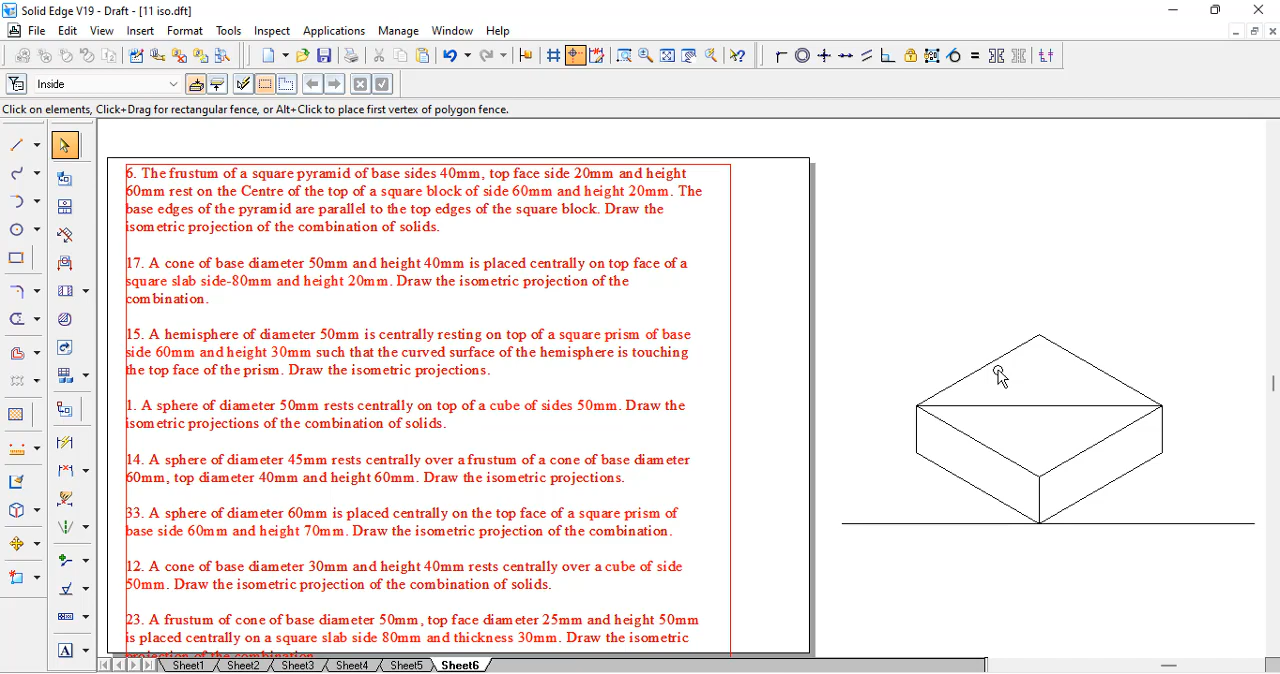 Solid Edge V19 - Draft - [11 iso.dft]
File Edit View Insert Format Tools Inspect Applications Manage Window Help
Inside
Click on elements, Click+Drag for rectangular fence, or Alt+Click to place first vertex of polygon fence.
6. The frustum of a square pyramid of base sides 40mm, top face side 20mm and height
60mm rest on the Centre of the top of a square block of side 60mm and height 20mm. The
base edges of the pyramid are parallel to the top edges of the square block. Draw the
isometric projection of the combination of solids.
17. A cone of base diameter 50mm and height 40mm is placed centrally on top face of a
square slab side-80mm and height 20mm. Draw the isometric projection of the
combination.
15. A hemisphere of diameter 50mm is centrally resting on top of a square prism of base
side 60mm and height 30mm such that the curved surface of the hemisphere is touching
the top face of the prism. Draw the isometric projections.
1. A sphere of diameter 50mm rests centrally on top of a cube of sides 50mm. Draw the
isometric projections of the combination of solids.
14. A sphere of diameter 45mm rests centrally over a frustum of a cone of base diameter
60mm, top diameter 40mm and height 60mm. Draw the isometric projections.
33. A sphere of diameter 60mm is placed centrally on the top face of a square prism of
base side 60mm and height 70mm. Draw the isometric projection of the combination.
12. A cone of base diameter 30mm and height 40mm rests centrally over a cube of side
50mm. Draw the isometric projection of the combination of solids.
23. A frustum of cone of base diameter 50mm, top face diameter 25mm and height 50mm
is placed centrally on a square slab side 80mm and thickness 30mm. Draw the isometric
projection of the combination.
Sheet1 Sheet2 Sheet3 Sheet4 Sheet5 Sheet6